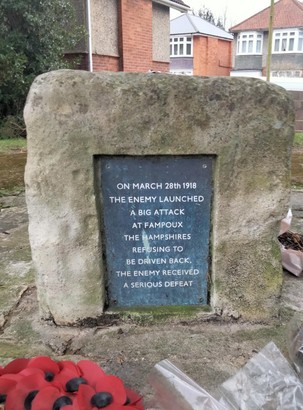 ON MARCH 28th 1918
THE ENEMY LAUNCHED
A BIG ATTACK
AT FAMPOUX
THE HAMPSHIRES
REFUSING TO
BE DRIVEN BACK,
THE ENEMY RECEIVED
A SERIOUS DEFEAT